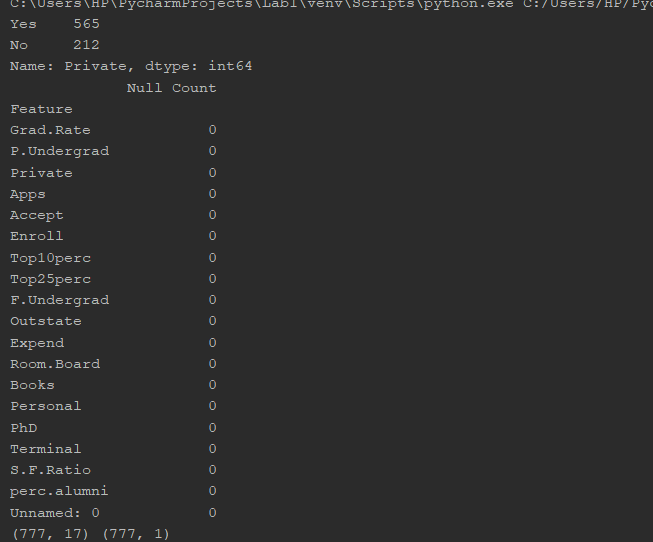 C:\Users\HP\PycharmProjects\Lab1\venv\Scripts\python.exe C:/Users/HP/Pyc
Yes    565
No     212
Name: Private, dtype: int64
             Null Count
Feature
Grad.Rate             0
P.Undergrad           0
Private               0
Apps                  0
Accept                0
Enroll                0
Top10perc             0
Top25perc             0
F.Undergrad           0
Outstate              0
Expend                0
Room.Board            0
Books                 0
Personal              0
PhD                   0
Terminal              0
S.F.Ratio             0
perc.alumni           0
Unnamed: 0            0
(777, 17) (777, 1)